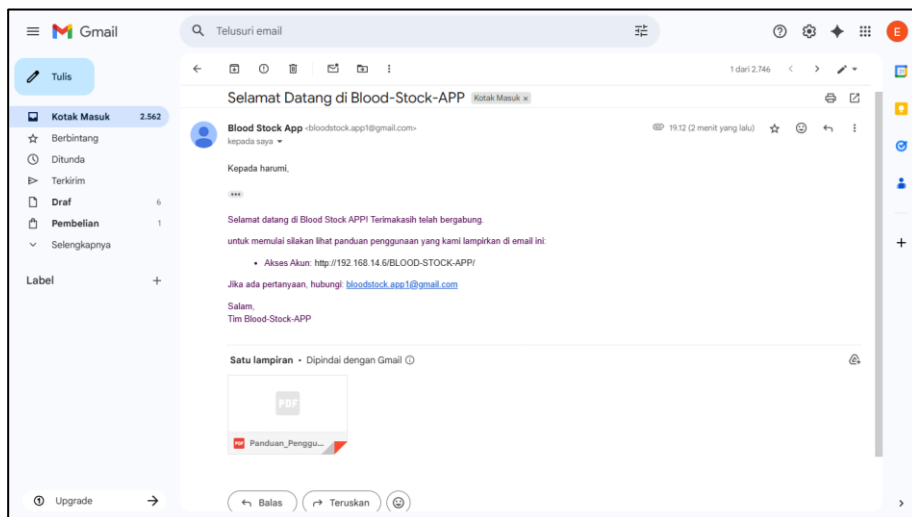 Gmail
Telusuri email
E
Tulis
1 dari 2.746
Selamat Datang di Blood-Stock-APP Kotak Masuk x
Kotak Masuk 2.562
Berbintang
Ditunda
Terkirim
Draf 6
Pembelian 1
Selengkapnya
Label
Blood Stock App <bloodstock.app1@gmail.com>
19.12 (2 menit yang lalu)
kepada saya
Kepada harumi,
Selamat datang di Blood Stock APP! Terimakasih telah bergabung.
untuk memulai silakan lihat panduan penggunaan yang kami lampirkan di email ini:
• Akses Akun: http://192.168.14.6/BLOOD-STOCK-APP/
Jika ada pertanyaan, hubungi: bloodstock.app1@gmail.com
Salam,
Tim Blood-Stock-APP
Satu lampiran • Dipindai dengan Gmail
PDF
PDF Panduan_Penggu...
Upgrade
Balas
Teruskan